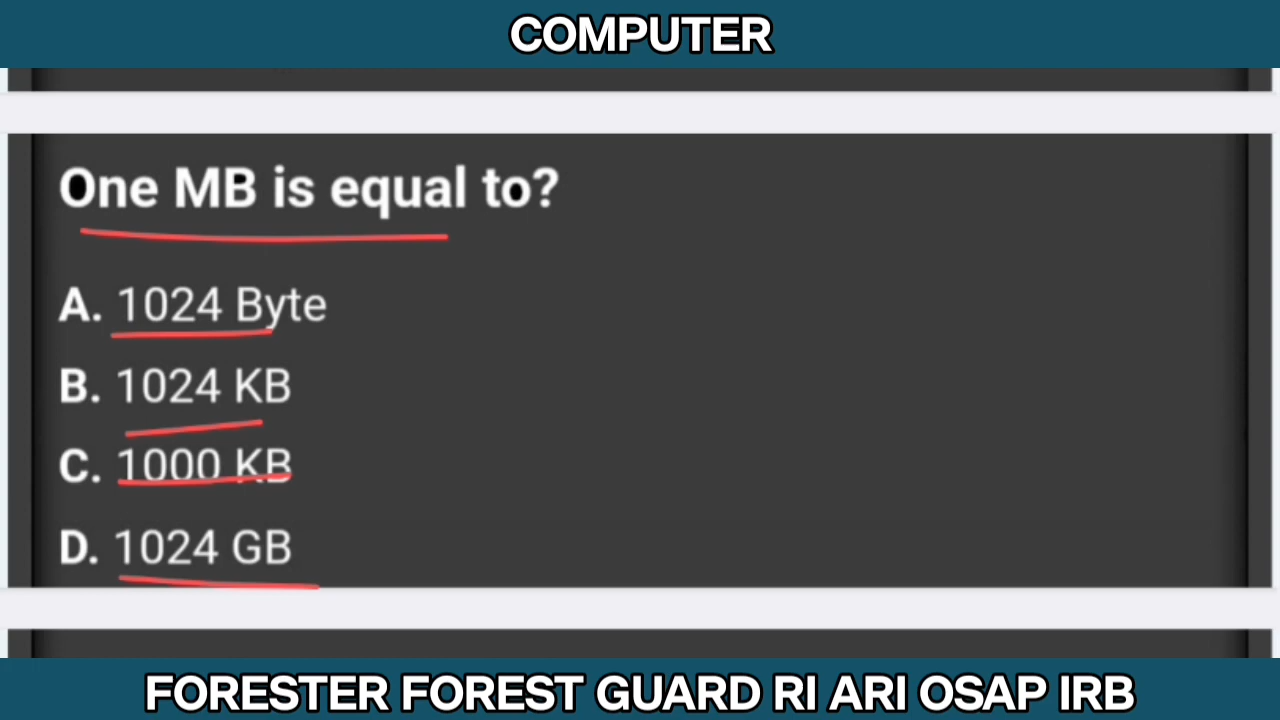 COMPUTER
One MB is equal to?
A. 1024 Byte
B. 1024 KB
C. 1000 KB
D. 1024 GB
FORESTER FOREST GUARD RI ARI OSAP IRB